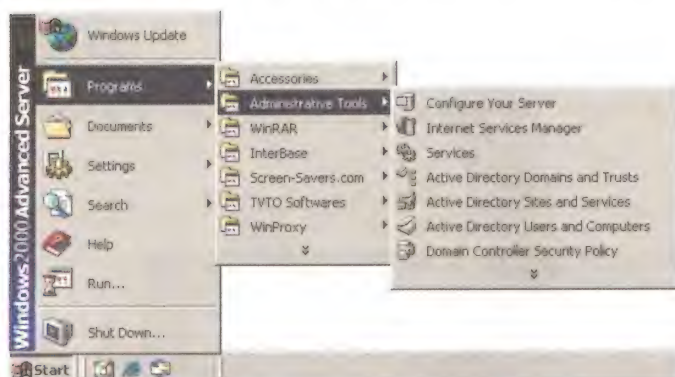 Windows 2000 Advanced Server
Windows Update
Programs
Documents
Settings
Search
Help
Run...
Shut Down...
Start
Accessories
Administrative Tools
WinRAR
InterBase
Screen-Savers.com
TVTO Softwares
WinProxy
Configure Your Server
Internet Services Manager
Services
Active Directory Domains and Trusts
Active Directory Sites and Services
Active Directory Users and Computers
Domain Controller Security Policy